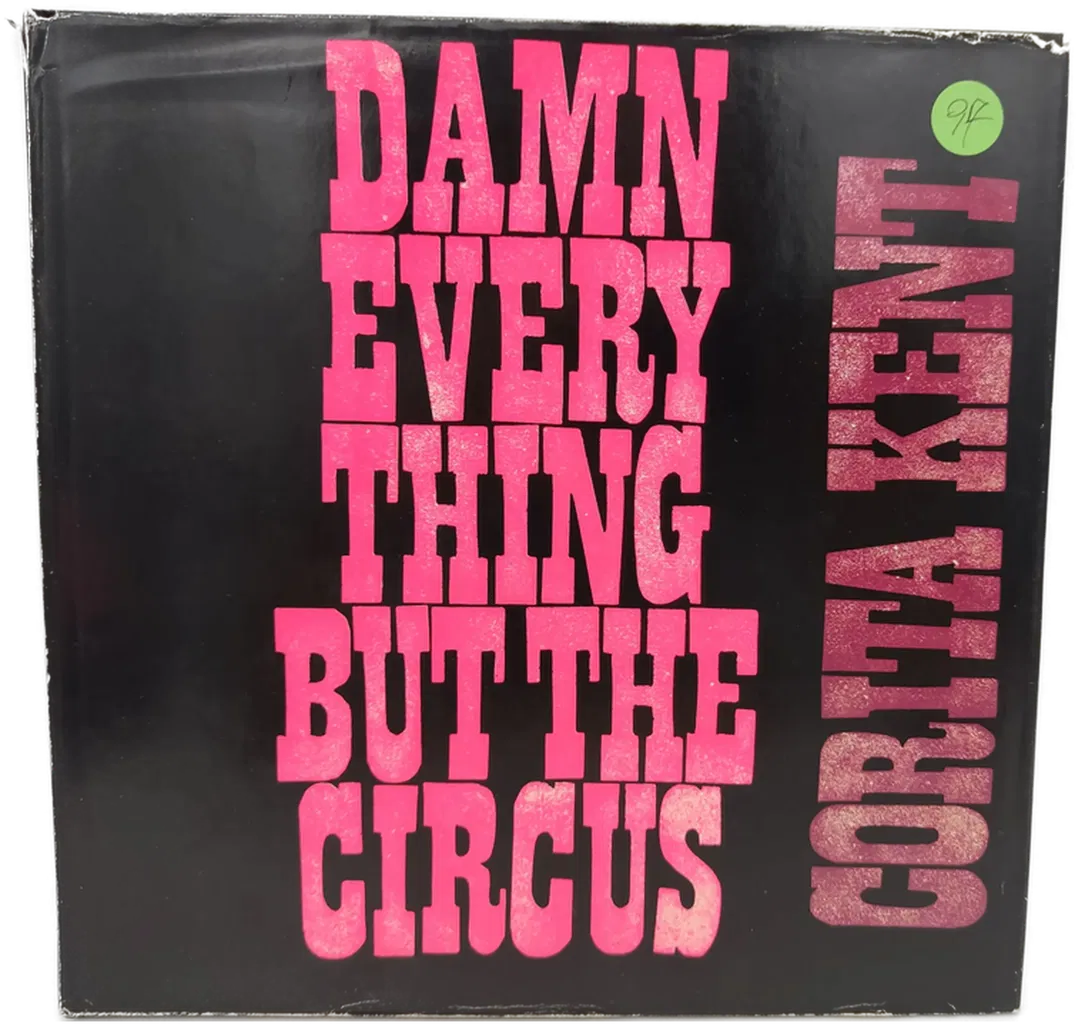 DAMN
EVERY
THING
BUT THE
CIRCUS
CORITA KENT